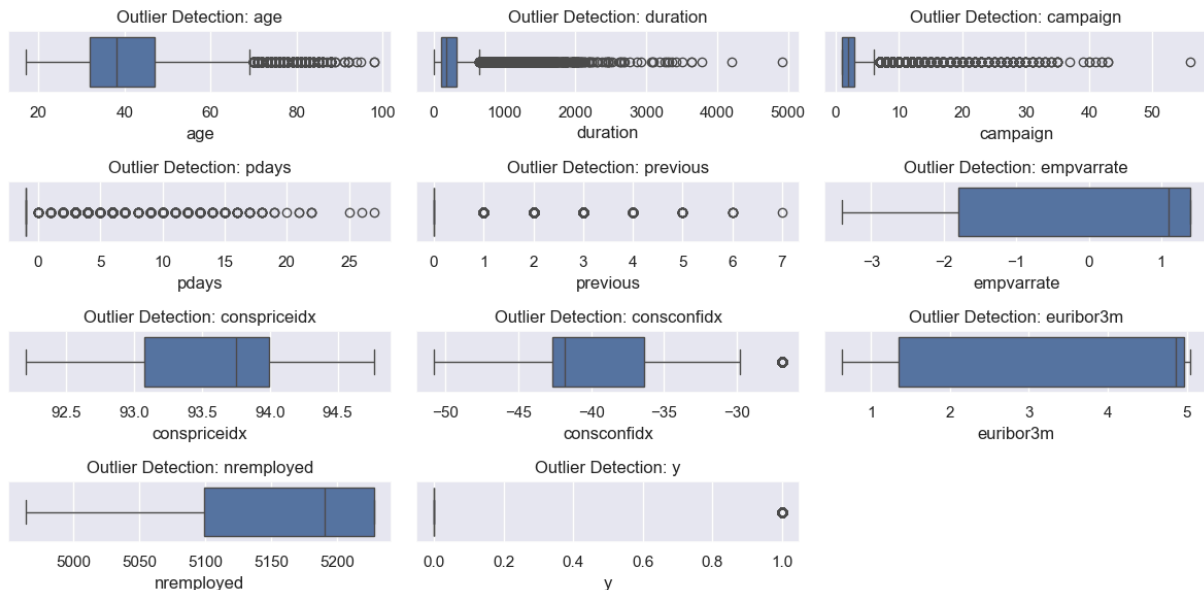 Outlier Detection: age
Outlier Detection: duration
Outlier Detection: campaign
20 40 60 80 100
0 1000 2000 3000 4000 5000
0 10 20 30 40 50
age
duration
campaign
Outlier Detection: pdays
Outlier Detection: previous
Outlier Detection: empvarrate
0 5 10 15 20 25
0 1 2 3 4 5 6 7
−3 −2 −1 0 1
pdays
previous
empvarrate
Outlier Detection: conspriceidx
Outlier Detection: consconfidx
Outlier Detection: euribor3m
92.5 93.0 93.5 94.0 94.5
−50 −45 −40 −35 −30
1 2 3 4 5
conspriceidx
consconfidx
euribor3m
Outlier Detection: nremployed
Outlier Detection: y
5000 5050 5100 5150 5200
0.0 0.2 0.4 0.6 0.8 1.0
nremployed
y